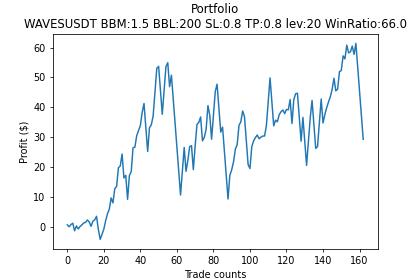 Portfolio
WAVESUSDT BBM:1.5 BBL:200 SL:0.8 TP:0.8 lev:20 WinRatio:66.0
60
50
40
30
20
10
0
Profit ($)
0 20 40 60 80 100 120 140 160
Trade counts